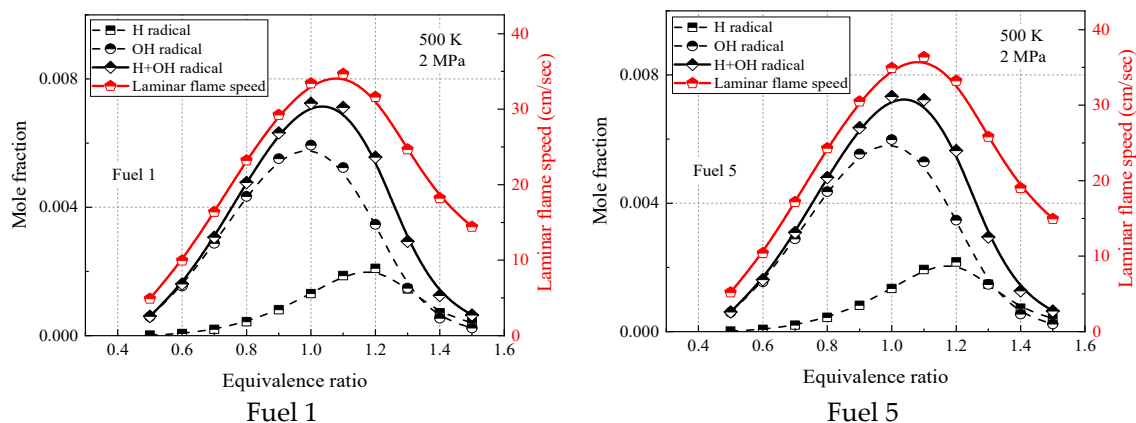 H radical
OH radical
H+OH radical
Laminar flame speed
500 K
2 MPa
Fuel 1
0.008
0.004
0.000
Mole fraction
40
35
30
25
20
15
10
5
0
Laminar flame speed (cm/sec)
0.4 0.6 0.8 1.0 1.2 1.4 1.6
Equivalence ratio
Fuel 1
H radical
OH radical
H+OH radical
Laminar flame speed
500 K
2 MPa
Fuel 5
0.008
0.004
0.000
Mole fraction
40
30
20
10
0
Laminar flame speed (cm/sec)
0.4 0.6 0.8 1.0 1.2 1.4 1.6
Equivalence ratio
Fuel 5